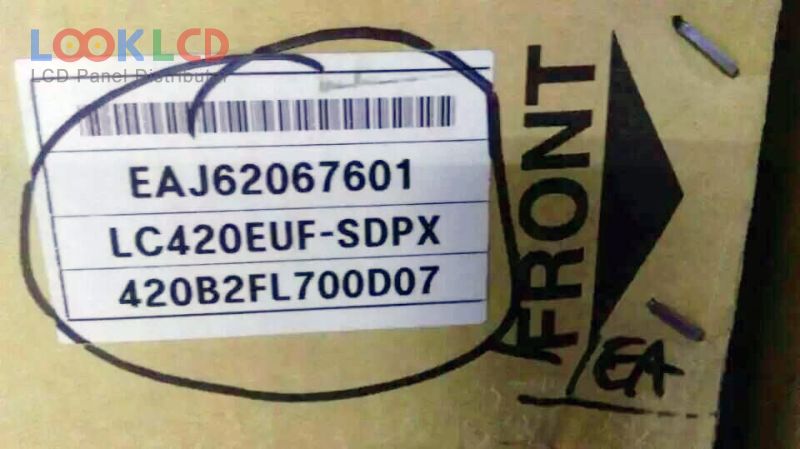 LOOKLCD
LCD Panel Distributor
EAJ62067601
LC420EUF-SDPX
420B2FL700D07
FRONT
EA